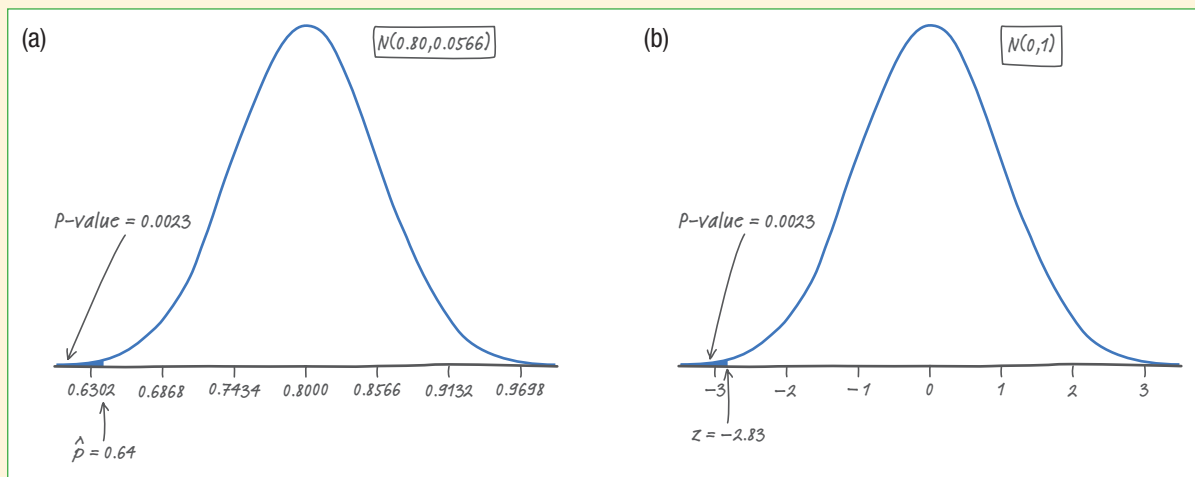 (a)
N(0.80,0.0566)
P-value = 0.0023
0.6302 0.6868 0.7434 0.8000 0.8566 0.9132 0.9698
p̂ = 0.64
(b)
N(0,1)
P-value = 0.0023
-3 -2 -1 0 1 2 3
z = -2.83